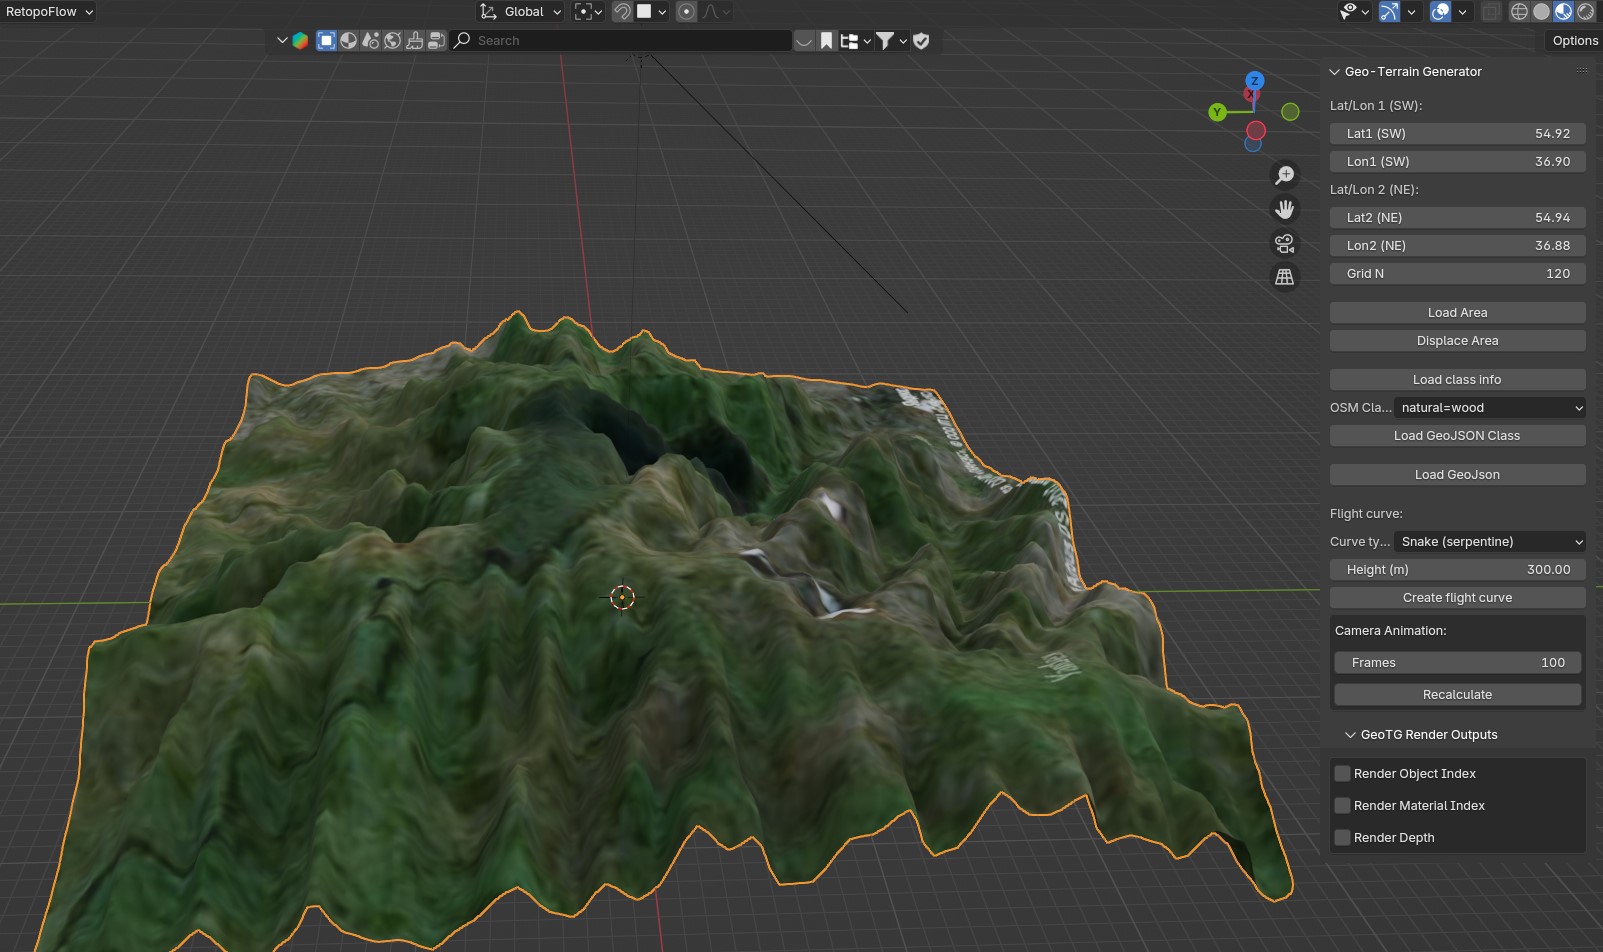 RetopoFlow
Global
Search
Options
Z
X
Y
Geo-Terrain Generator
Lat/Lon 1 (SW):
Lat1 (SW) 54.92
Lon1 (SW) 36.90
Lat/Lon 2 (NE):
Lat2 (NE) 54.94
Lon2 (NE) 36.88
Grid N 120
Load Area
Displace Area
Load class info
OSM Cla... natural=wood
Load GeoJSON Class
Load GeoJson
Flight curve:
Curve ty... Snake (serpentine)
Height (m) 300.00
Create flight curve
Camera Animation:
Frames 100
Recalculate
GeoTG Render Outputs
Render Object Index
Render Material Index
Render Depth